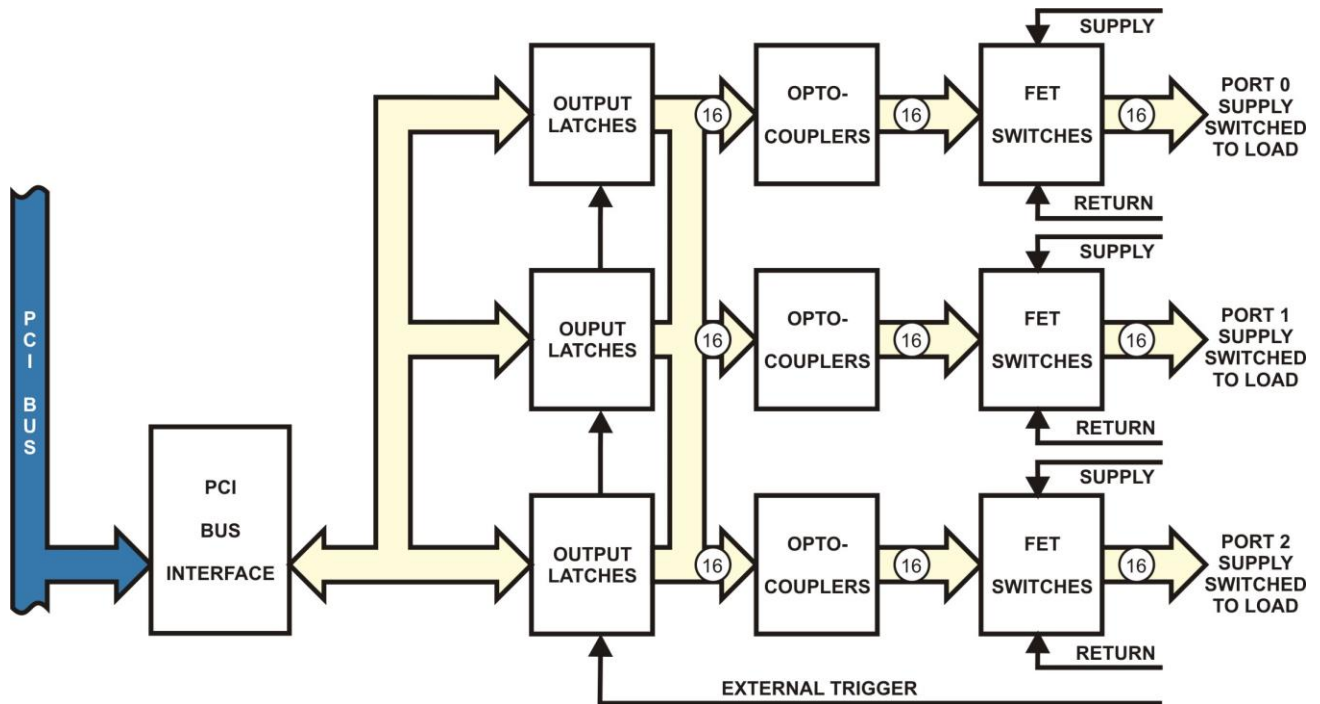 SUPPLY
OUTPUT
LATCHES
16
OPTO-
COUPLERS
16
FET
SWITCHES
16
PORT 0
SUPPLY
SWITCHED
TO LOAD
RETURN
SUPPLY
PCI BUS
OUPUT
LATCHES
16
OPTO-
COUPLERS
16
FET
SWITCHES
16
PORT 1
SUPPLY
SWITCHED
TO LOAD
RETURN
SUPPLY
PCI
BUS
INTERFACE
OUTPUT
LATCHES
16
OPTO-
COUPLERS
16
FET
SWITCHES
16
PORT 2
SUPPLY
SWITCHED
TO LOAD
RETURN
EXTERNAL TRIGGER